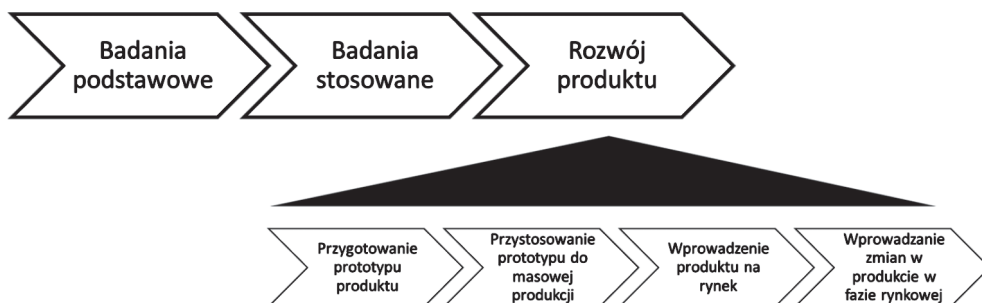 Badania
podstawowe
Badania
stosowane
Rozwój
produktu
Przygotowanie
prototypu
produktu
Przystosowanie
prototypu do
masowej
produkcji
Wprowadzenie
produktu na
rynek
Wprowadzanie
zmian w
produkcie w
fazie rynkowej